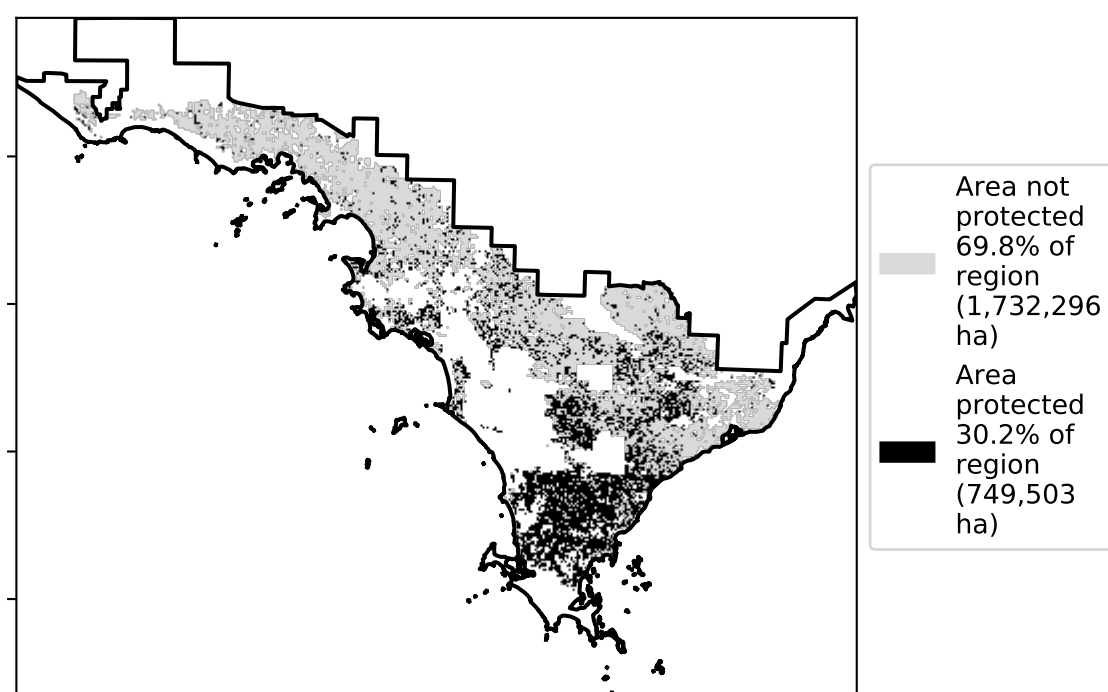 Area not
protected
69.8% of
region
(1,732,296
ha)
Area
protected
30.2% of
region
(749,503
ha)